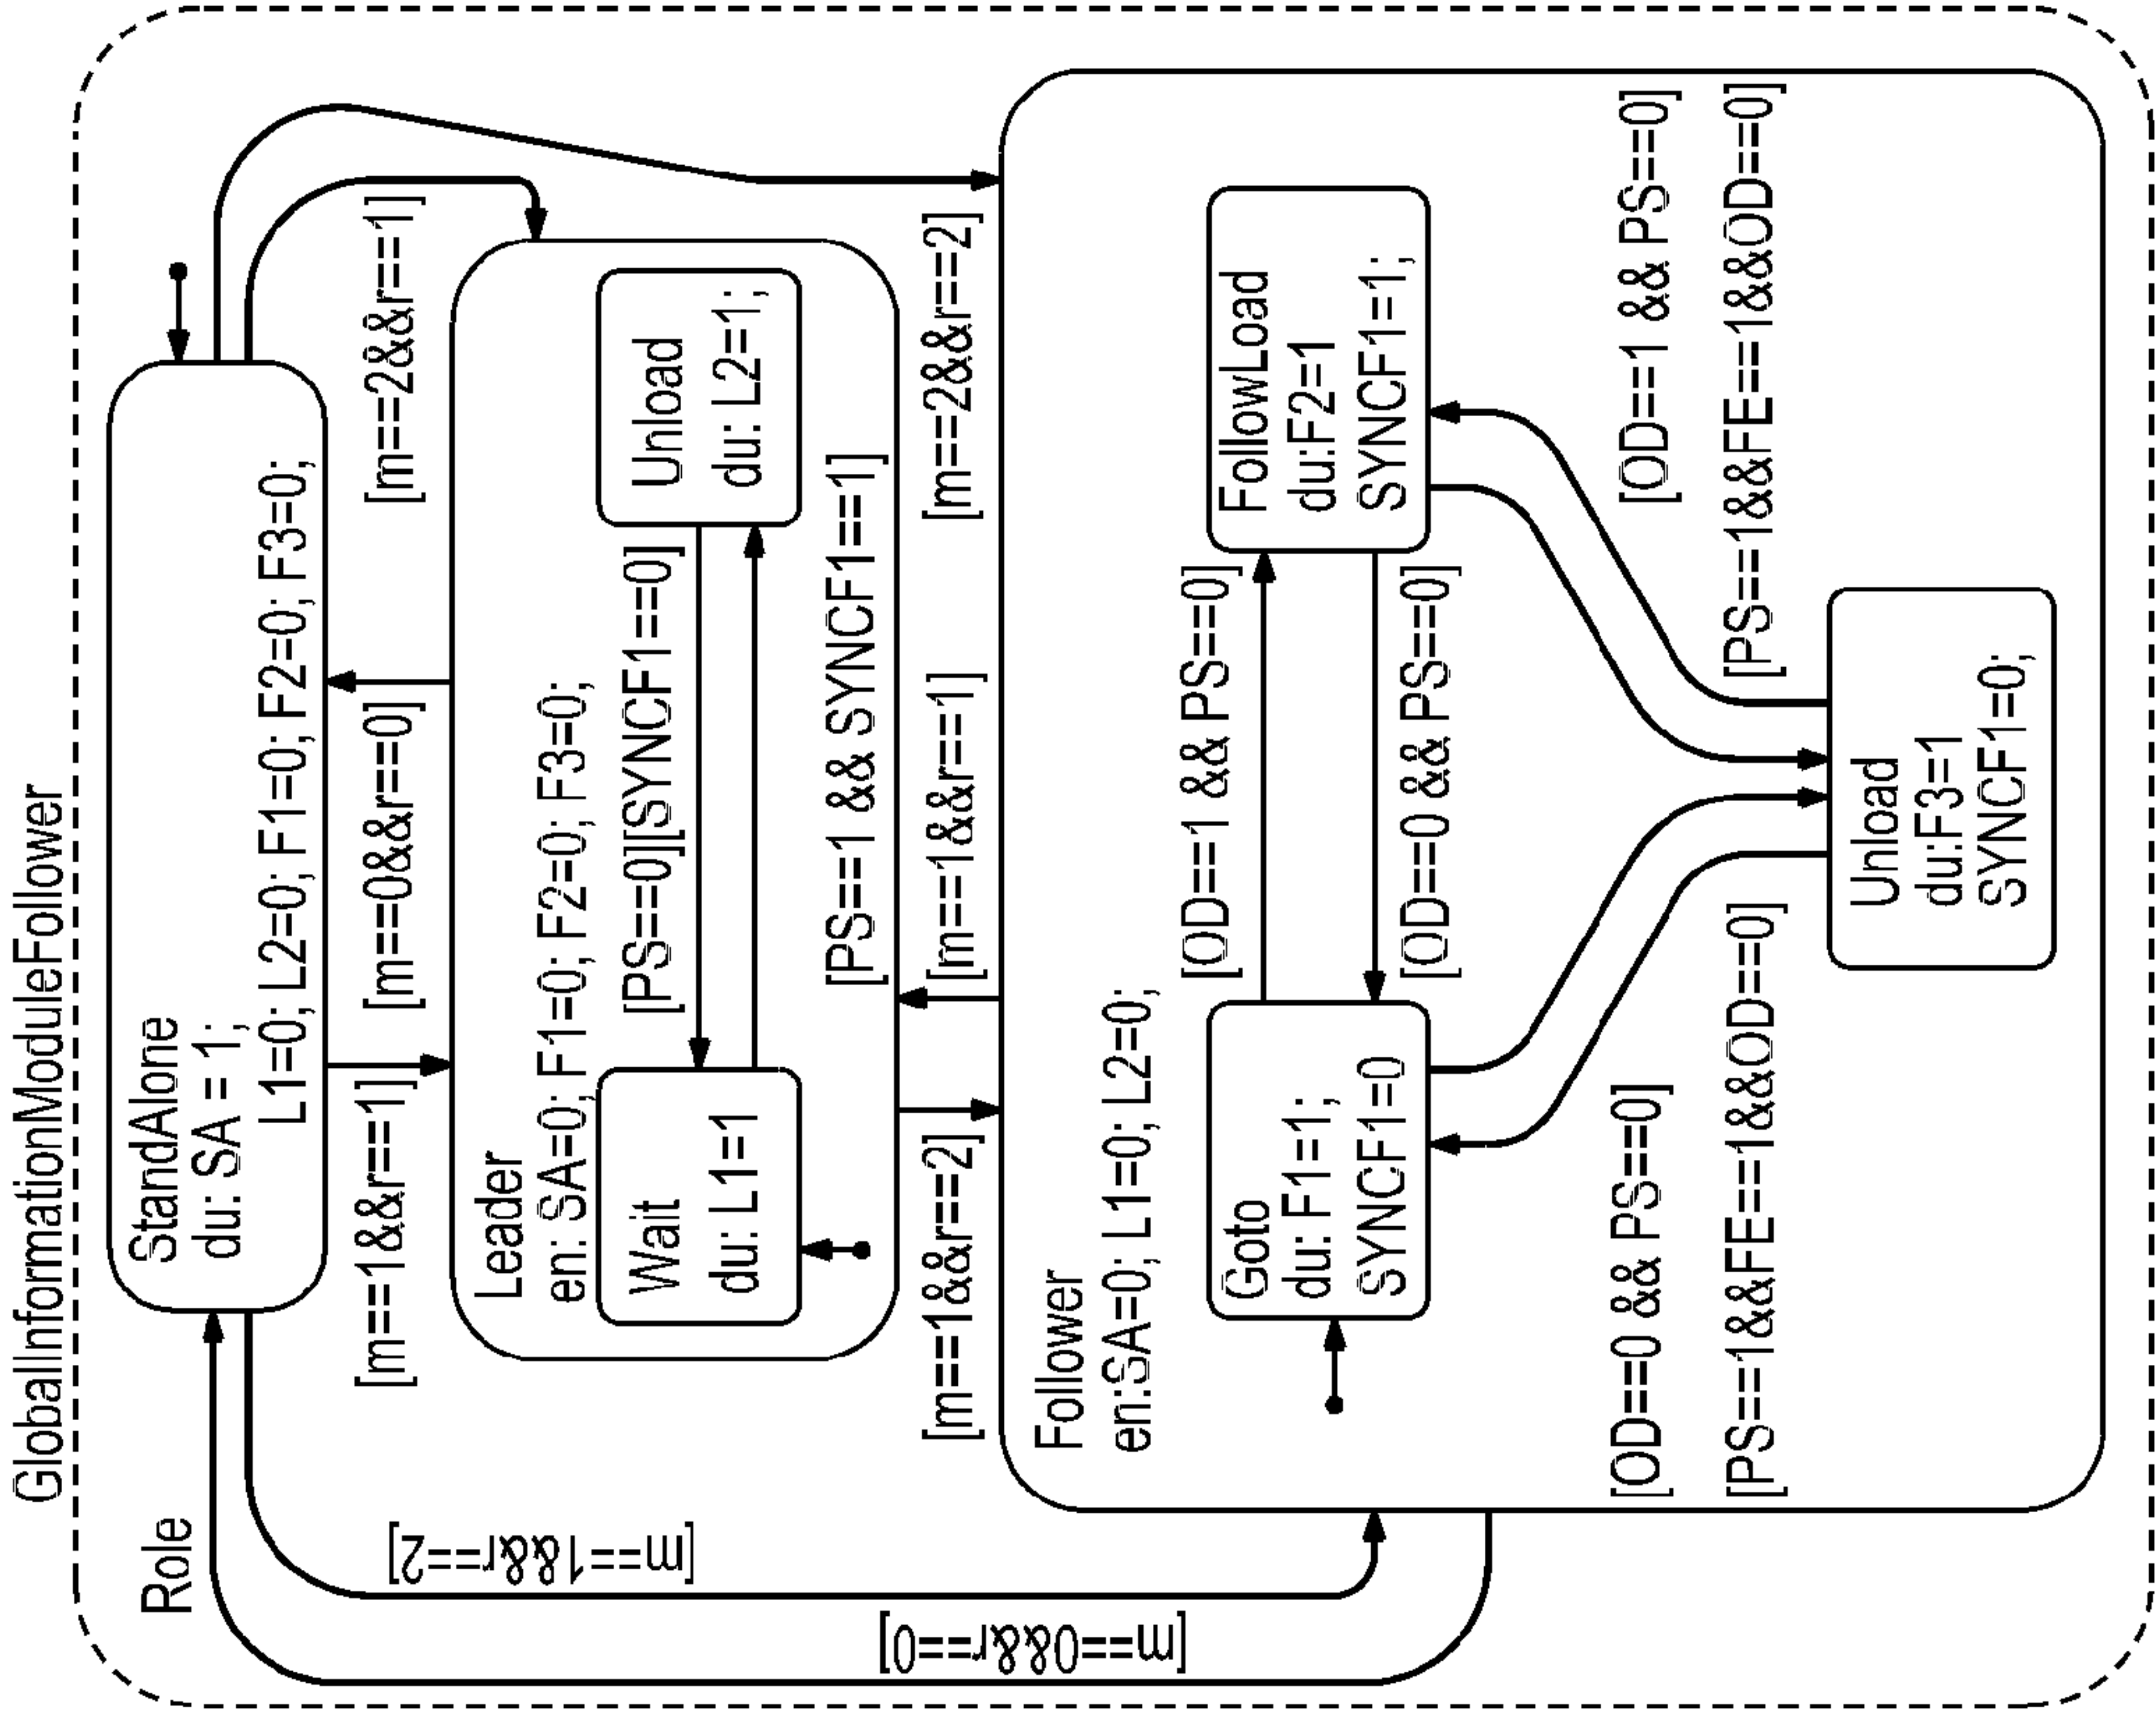 GlobalInformationModuleFollower
Role
StandAlone
du: SA = 1;
L1=0; L2=0; F1=0; F2=0; F3=0;
[m==1&&r==2]
[m==0&&r==0]
[m==1&&r==1]
[m==0&&r==0]
[m==2&&r==1]
Leader
en: SA=0; F1=0; F2=0; F3=0;
Wait
du: L1=1
[PS==0][SYNCF1==0]
Unload
du: L2=1;
[PS==1 && SYNCF1==1]
[m==1&&r==2]
[m==1&&r==1]
[m==2&&r==2]
Follower
en:SA=0; L1=0; L2=0;
Goto
du:F1=1;
SYNCF1=0
[OD==1 && PS==0]
[OD==0 && PS==0]
FollowLoad
du:F2=1
SYNCF1=1;
[OD==0 && PS==0]
[PS==1&&FE==1&&OD==0]
[OD==1 && PS==0]
[PS==1&&FE==1&&OD==0]
Unload
du:F3=1
SYNCF1=0;